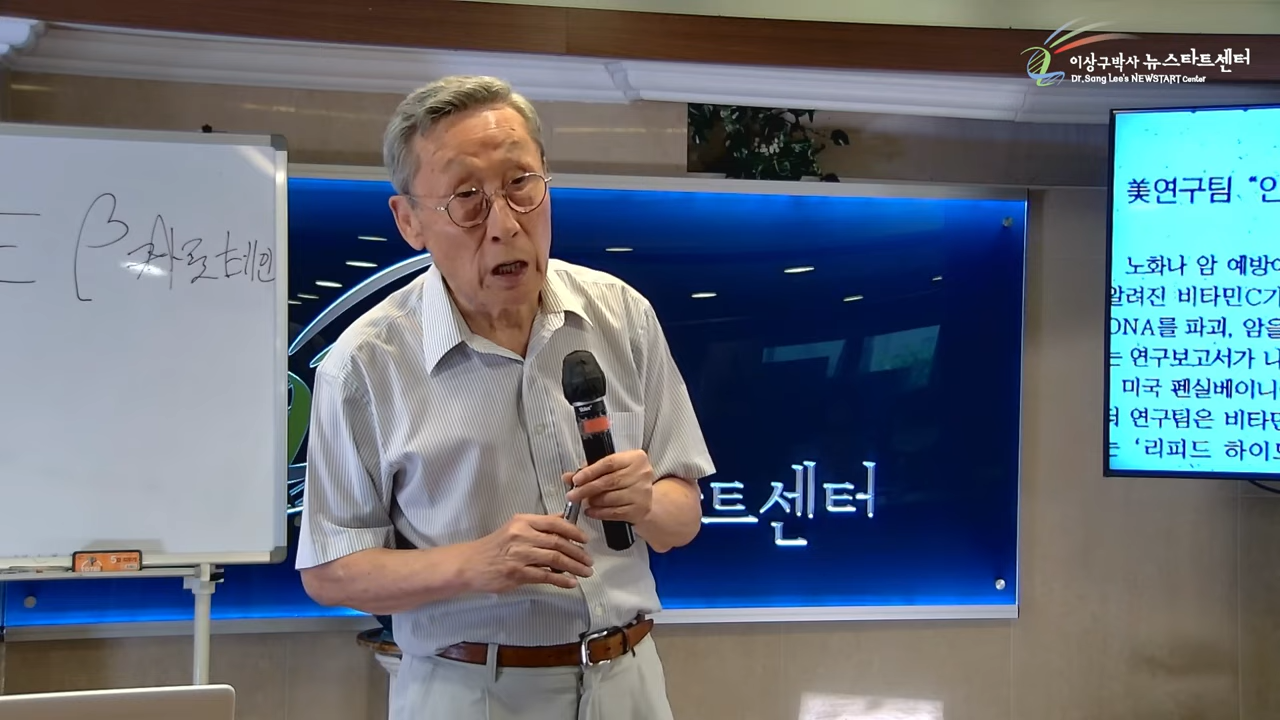 이상구박사 뉴스타트센터
Dr. Sang Lee's NEWSTART Center
E β 카로테인
美연구팀 “인
노화나 암 예방에
알려진 비타민C가
DNA를 파괴, 암을
는 연구보고서가 나
미국 펜실베이니
터 연구팀은 비타민
는 ‘리피드 하이드
트센터